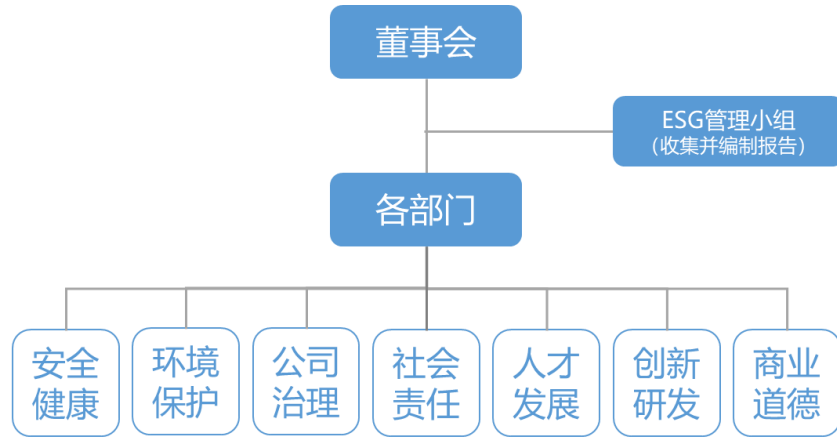 董事会
ESG管理小组
（收集并编制报告）
各部门
安全
健康
环境
保护
公司
治理
社会
责任
人才
发展
创新
研发
商业
道德